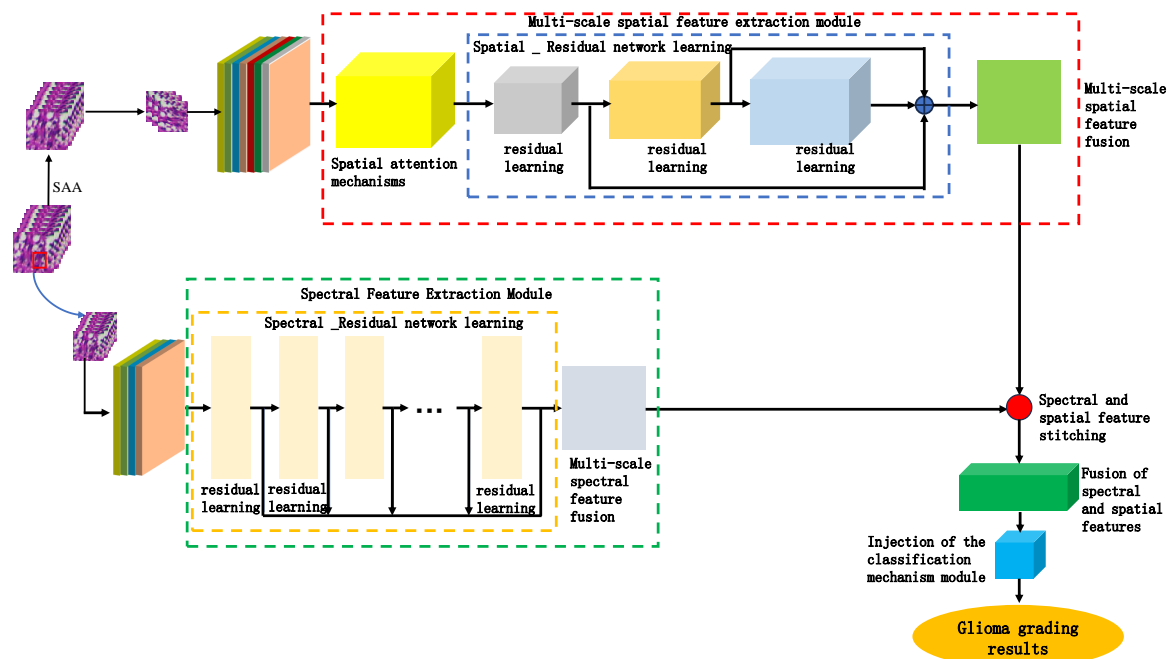 Multi-scale spatial feature extraction module
Spatial _ Residual network learning
residual
learning
residual
learning
residual
learning
Spatial attention
mechanisms
Multi-scale
spatial
feature
fusion
SAA
Spectral Feature Extraction Module
Spectral _Residual network learning
...
residual
learning
residual
learning
residual
learning
Multi-scale
spectral
feature
fusion
Spectral and
spatial feature
stitching
Fusion of
spectral
and spatial
features
Injection of the
classification
mechanism module
Glioma grading
results